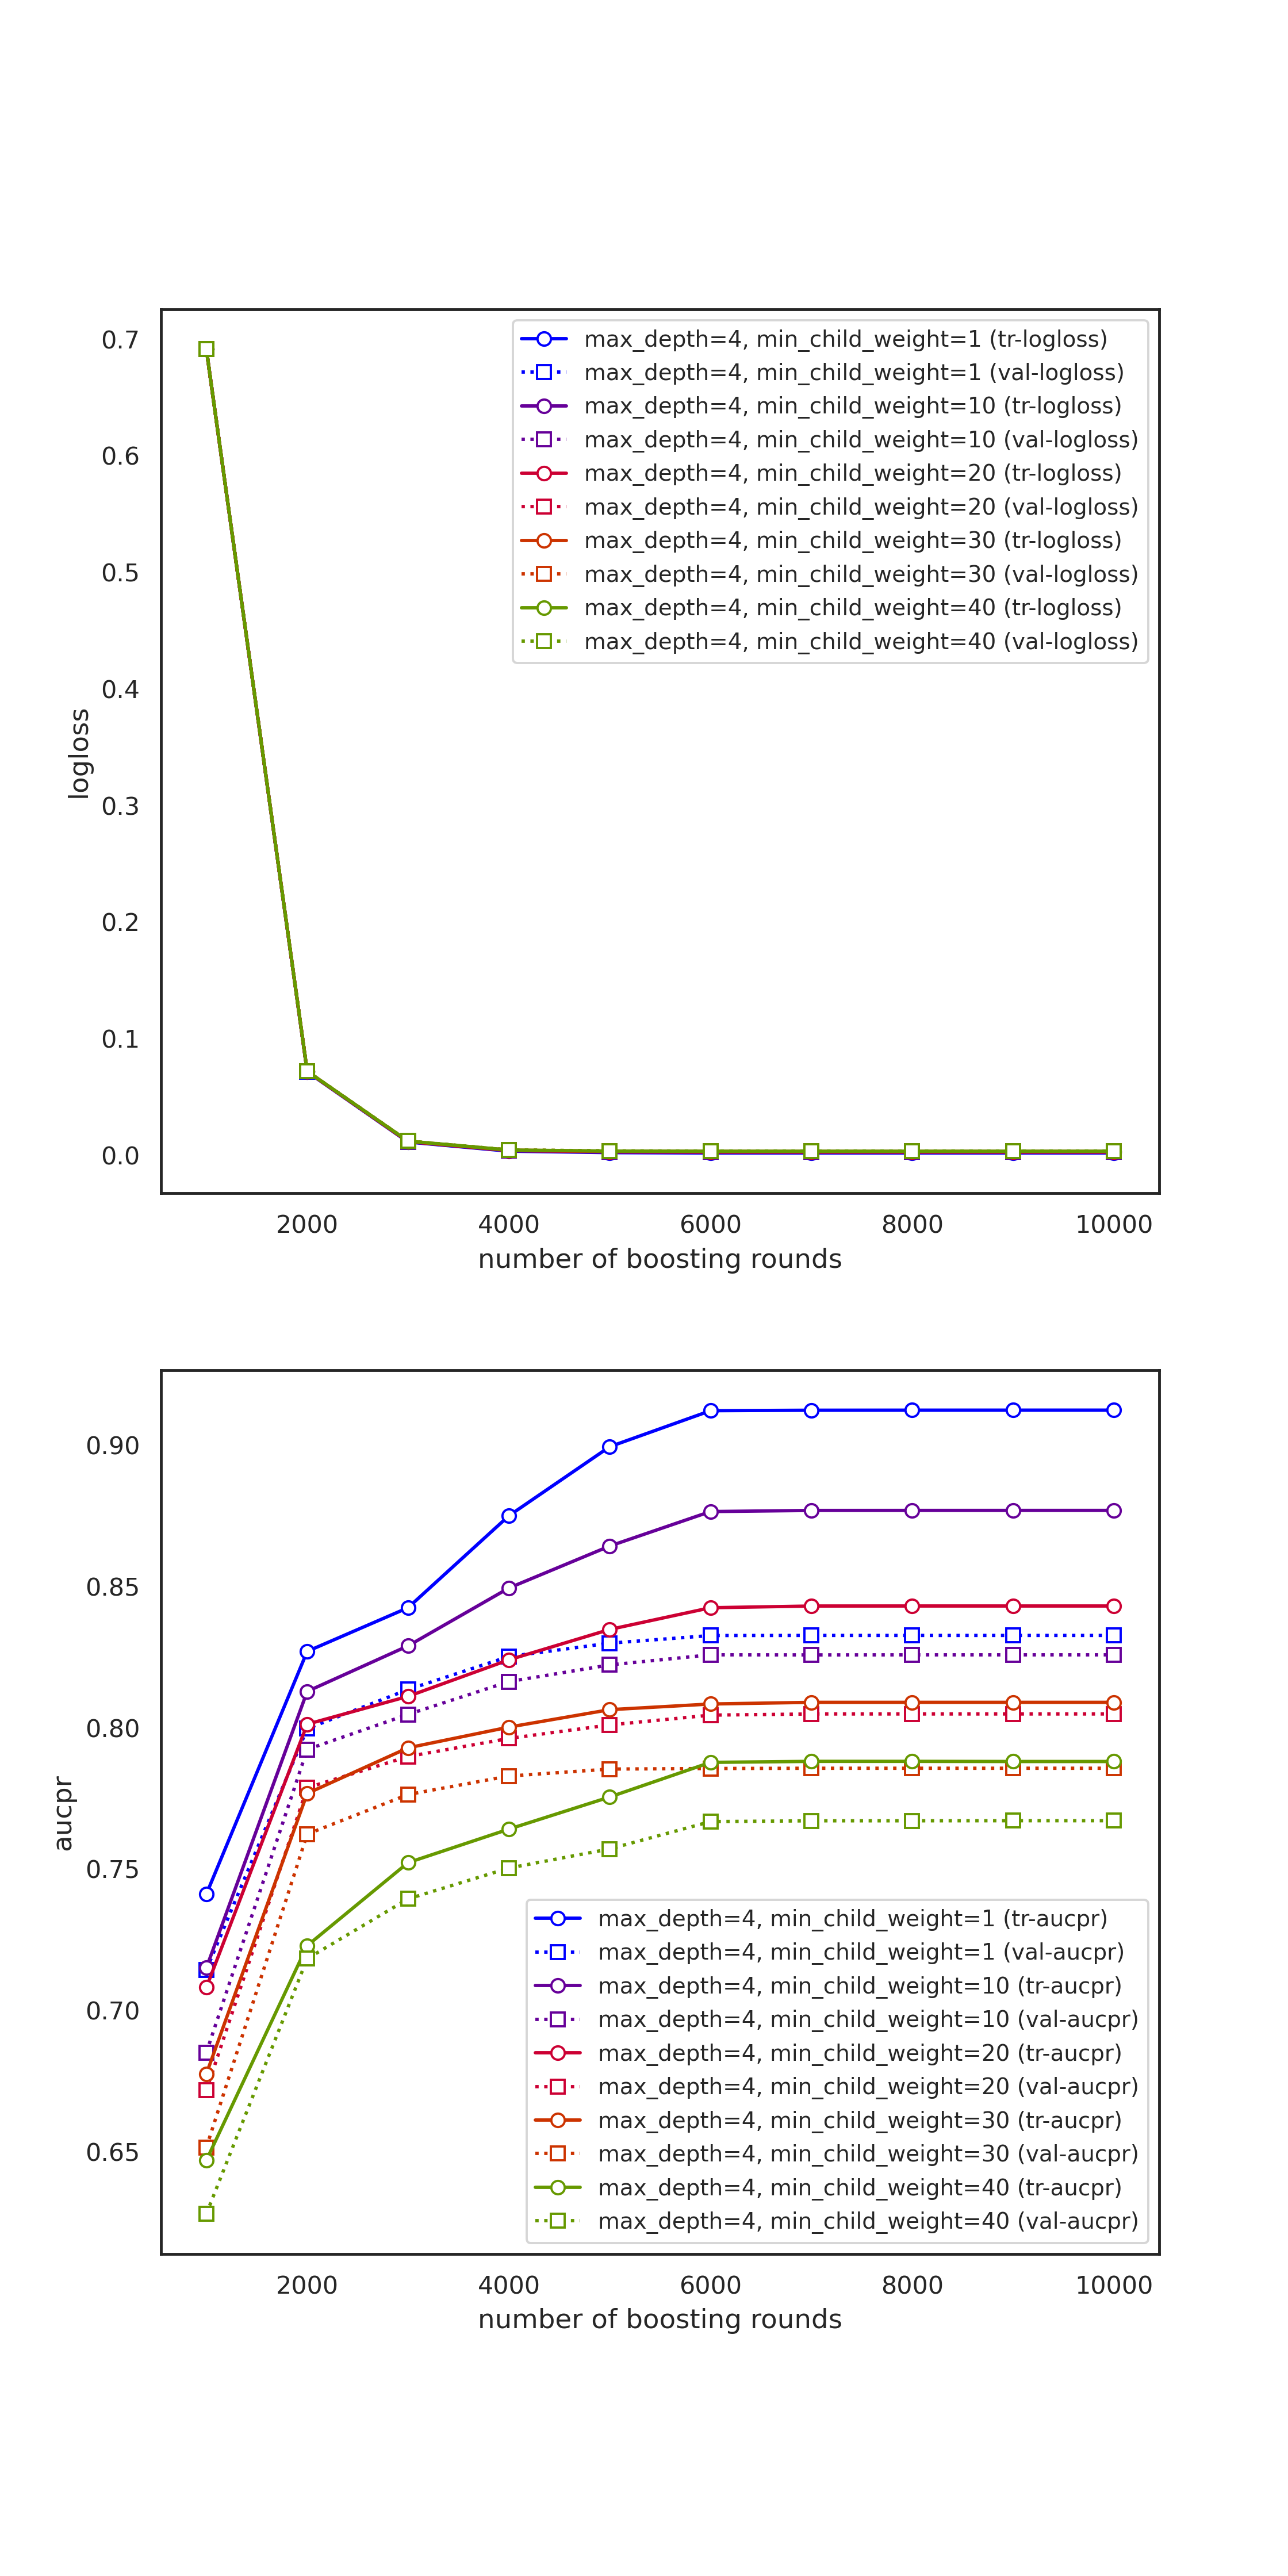 0.7
0.6
0.5
0.4
0.3
0.2
0.1
0.0
logloss
max_depth=4, min_child_weight=1 (tr-logloss)
max_depth=4, min_child_weight=1 (val-logloss)
max_depth=4, min_child_weight=10 (tr-logloss)
max_depth=4, min_child_weight=10 (val-logloss)
max_depth=4, min_child_weight=20 (tr-logloss)
max_depth=4, min_child_weight=20 (val-logloss)
max_depth=4, min_child_weight=30 (tr-logloss)
max_depth=4, min_child_weight=30 (val-logloss)
max_depth=4, min_child_weight=40 (tr-logloss)
max_depth=4, min_child_weight=40 (val-logloss)
2000 4000 6000 8000 10000
number of boosting rounds
0.90
0.85
0.80
0.75
0.70
0.65
aucpr
max_depth=4, min_child_weight=1 (tr-aucpr)
max_depth=4, min_child_weight=1 (val-aucpr)
max_depth=4, min_child_weight=10 (tr-aucpr)
max_depth=4, min_child_weight=10 (val-aucpr)
max_depth=4, min_child_weight=20 (tr-aucpr)
max_depth=4, min_child_weight=20 (val-aucpr)
max_depth=4, min_child_weight=30 (tr-aucpr)
max_depth=4, min_child_weight=30 (val-aucpr)
max_depth=4, min_child_weight=40 (tr-aucpr)
max_depth=4, min_child_weight=40 (val-aucpr)
2000 4000 6000 8000 10000
number of boosting rounds